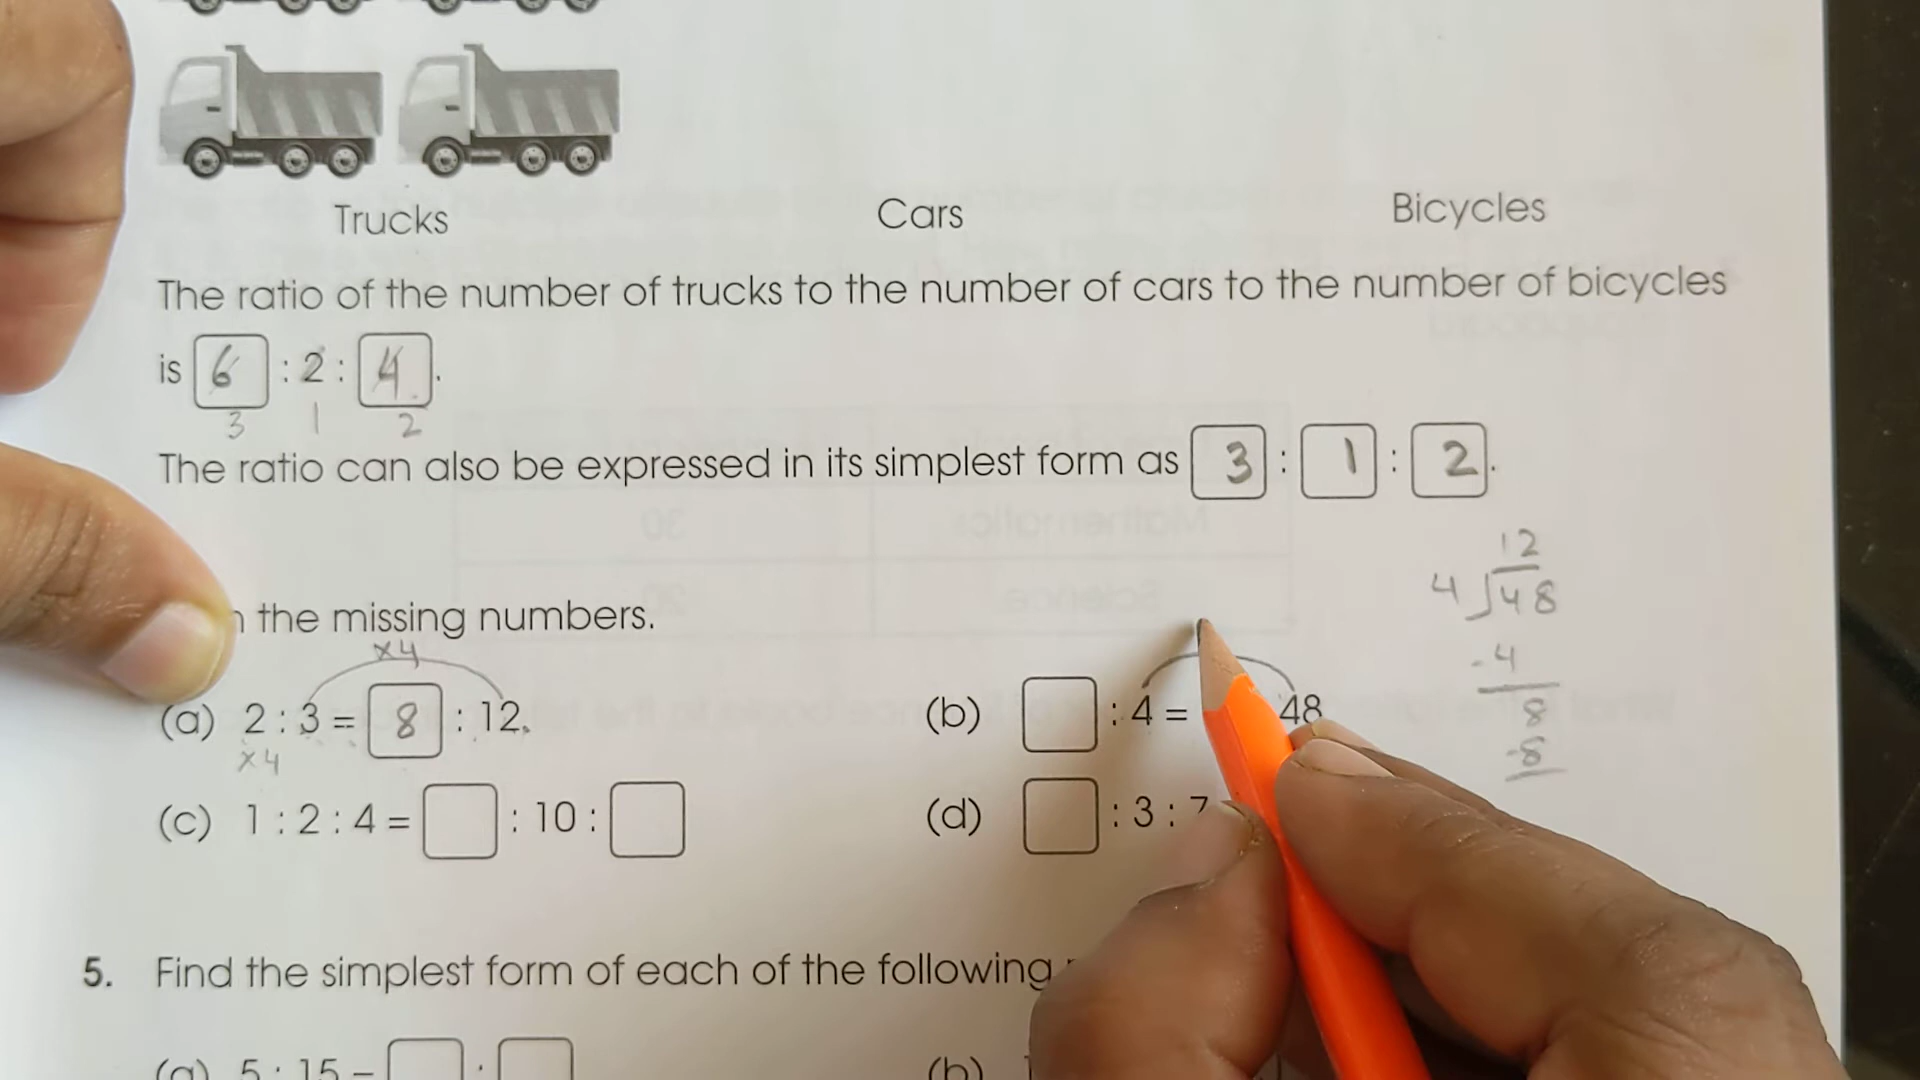 Trucks Cars Bicycles
The ratio of the number of trucks to the number of cars to the number of bicycles
is 6 : 2 : 4.
3 1 2
The ratio can also be expressed in its simplest form as 3 : 1 : 2.
12
4 48
- 4
8
-8
the missing numbers.
×4
(a) 2 : 3 = 8 : 12.
×4
(b) : 4 = 48
(c) 1 : 2 : 4 = : 10 :
(d) : 3 : 7
5. Find the simplest form of each of the following
(a) 5 : 15 = :
(b)